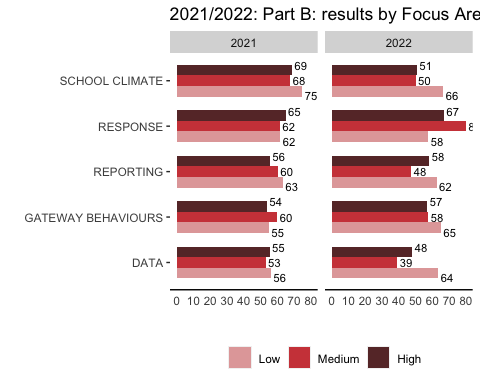 2021/2022: Part B: results by Focus Are
2021 2022
SCHOOL CLIMATE 69 51
68 50
75 66
RESPONSE 65 67
62 8
62 58
REPORTING 56 58
60 48
63 62
GATEWAY BEHAVIOURS 54 57
60 58
55 65
DATA 55 48
53 39
56 64
0 10 20 30 40 50 60 70 80 0 10 20 30 40 50 60 70 80
Low Medium High